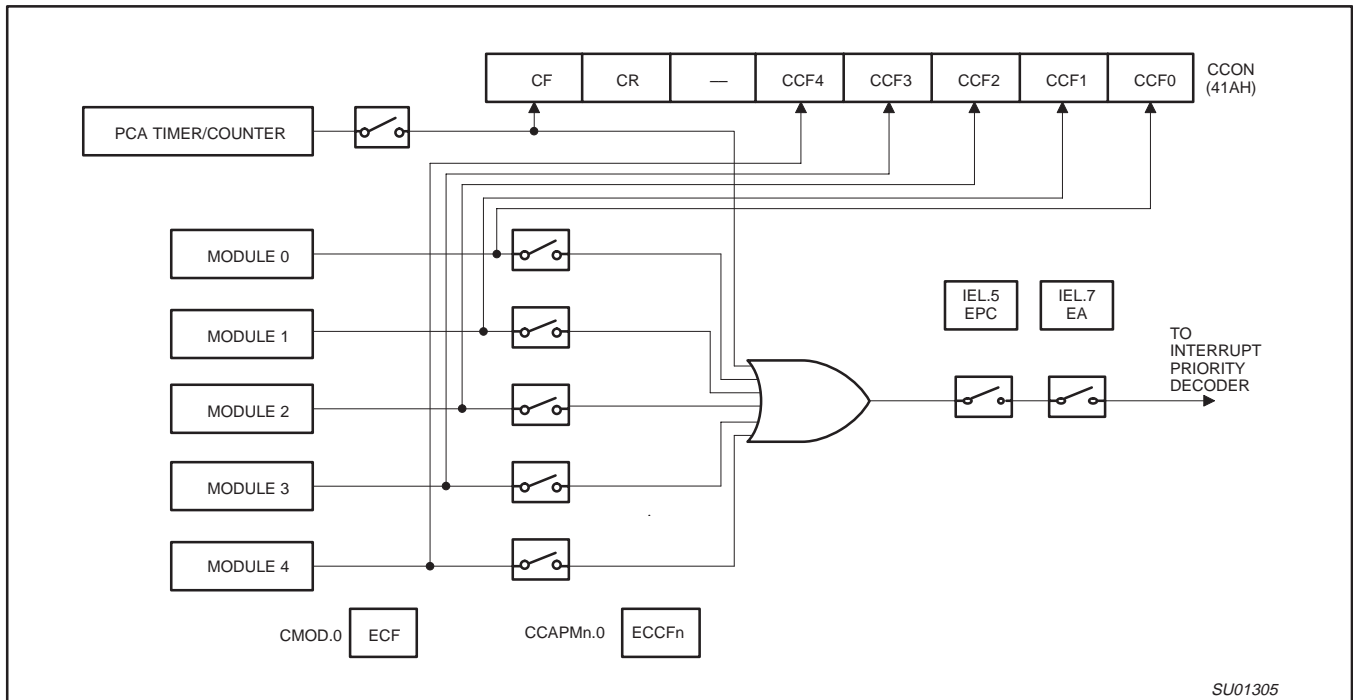 CF CR — CCF4 CCF3 CCF2 CCF1 CCF0
CCON
(41AH)
PCA TIMER/COUNTER
MODULE 0
MODULE 1
MODULE 2
MODULE 3
MODULE 4
IEL.5
EPC
IEL.7
EA
TO
INTERRUPT
PRIORITY
DECODER
CMOD.0 ECF
CCAPMn.0 ECCFn
SU01305